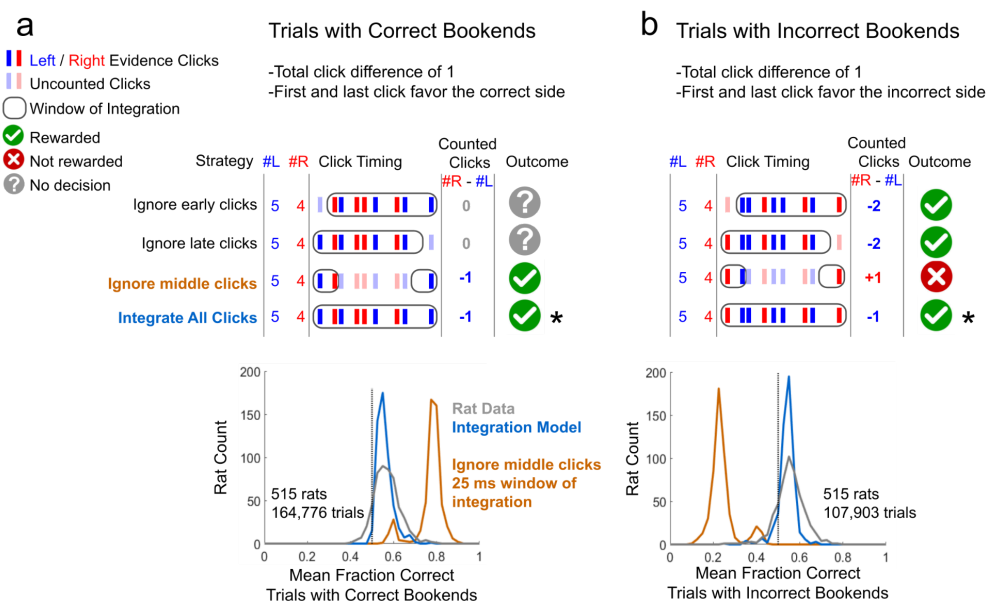 a
Trials with Correct Bookends
b
Trials with Incorrect Bookends
Left / Right Evidence Clicks
Uncounted Clicks
Window of Integration
Rewarded
Not rewarded
? No decision
-Total click difference of 1
-First and last click favor the correct side
-Total click difference of 1
-First and last click favor the incorrect side
Strategy #L #R Click Timing Counted Clicks #R - #L Outcome
Ignore early clicks 5 4 0 ?
Ignore late clicks 5 4 0 ?
Ignore middle clicks 5 4 -1
Integrate All Clicks 5 4 -1 *
#L #R Click Timing Counted Clicks #R - #L Outcome
5 4 -2
5 4 -2
5 4 +1
5 4 -1 *
Rat Count
200
150
100
50
0
Rat Data
Integration Model
Ignore middle clicks
25 ms window of
integration
515 rats
164,776 trials
0 0.2 0.4 0.6 0.8 1
Mean Fraction Correct
Trials with Correct Bookends
Rat Count
200
150
100
50
0
515 rats
107,903 trials
0 0.2 0.4 0.6 0.8 1
Mean Fraction Correct
Trials with Incorrect Bookends